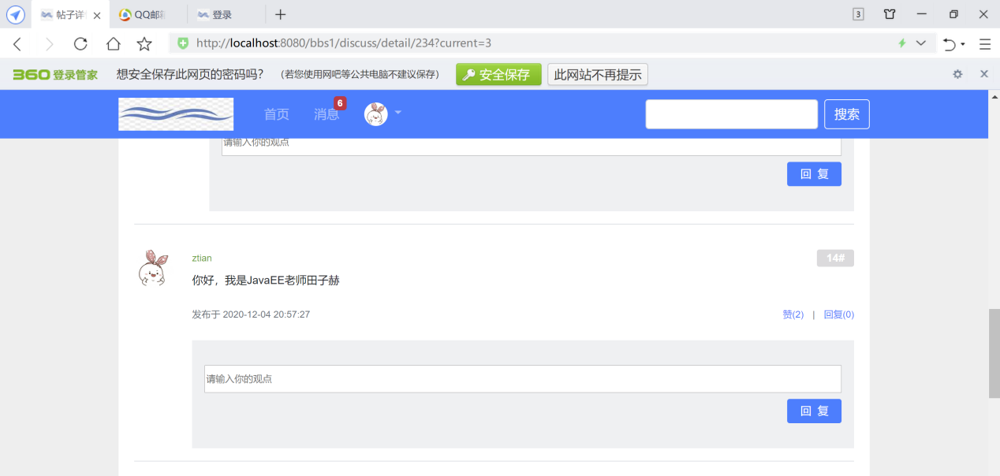 帖子详
QQ邮箱
登录
3
http://localhost:8080/bbs1/discuss/detail/234?current=3
360登录管家
想安全保存此网页的密码吗？
（若您使用网吧等公共电脑不建议保存）
安全保存
此网站不再提示
首页
消息
6
搜索
请输入你的观点
回 复
ztian
14#
你好，我是JavaEE老师田子赫
发布于 2020-12-04 20:57:27
赞(2) | 回复(0)
请输入你的观点
回 复